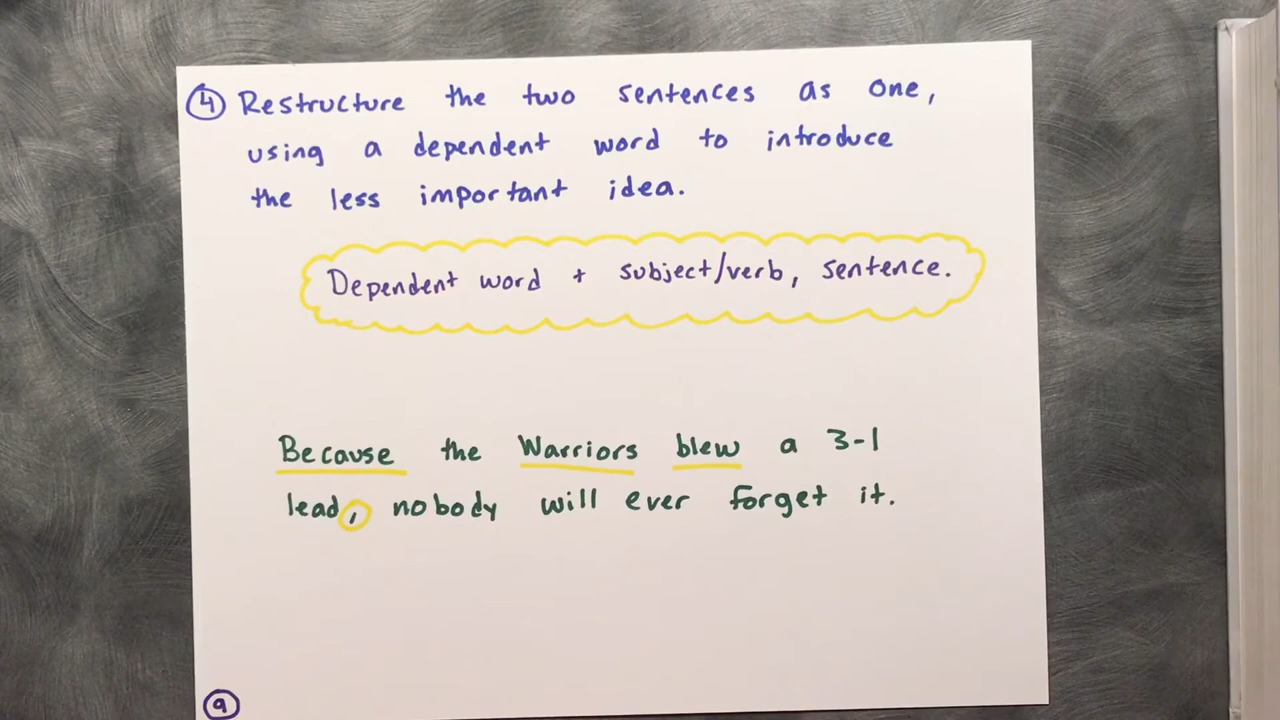 4 Restructure the two sentences as one,
using a dependent word to introduce
the less important idea.
Dependent word + subject/verb, sentence.
Because the Warriors blew a 3-1
lead, nobody will ever forget it.
9